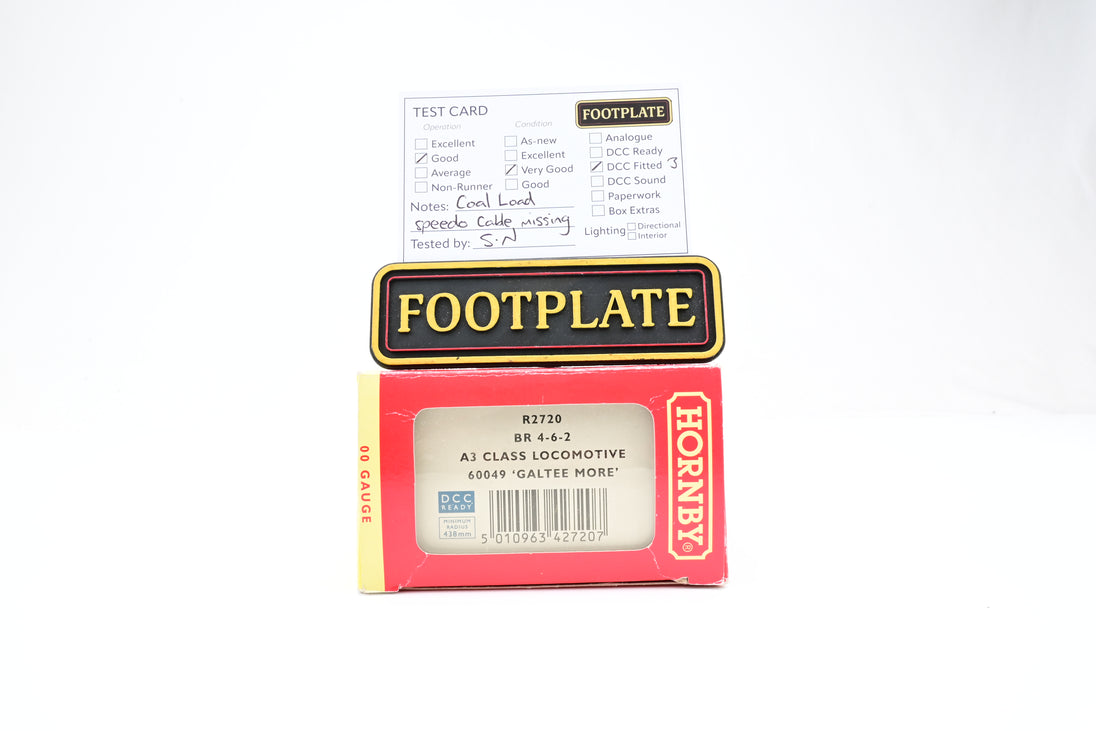 TEST CARD
FOOTPLATE
Operation
Excellent
Good
Average
Non-Runner
Condition
As-new
Excellent
Very Good
Good
Analogue
DCC Ready
DCC Fitted 3
DCC Sound
Paperwork
Box Extras
Lighting
Directional
Interior
Notes: Coal Load
speedo Cable missing
Tested by: S.N
FOOTPLATE
00 GAUGE
R2720
BR 4-6-2
A3 CLASS LOCOMOTIVE
60049 'GALTEE MORE'
DCC
READY
MINIMUM
RADIUS
438mm
5 010963 427207
HORNBY®